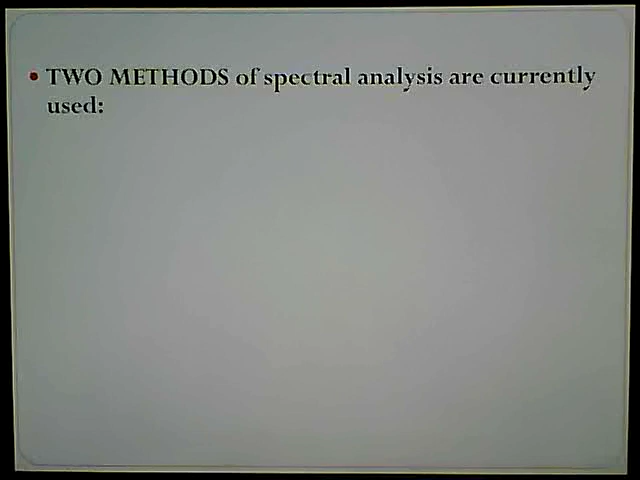 • TWO METHODS of spectral analysis are currently
used: